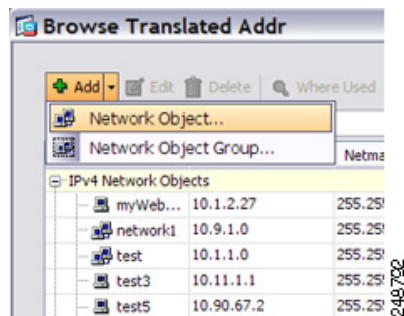 Browse Translated Addr
Add Edit Delete Where Used
Network Object...
Network Object Group...
Netma
IPv4 Network Objects
myWeb... 10.1.2.27 255.25
network1 10.9.1.0 255.25
test 10.1.1.0 255.25
test3 10.11.1.1 255.25
test5 10.90.67.2 255.25
248792